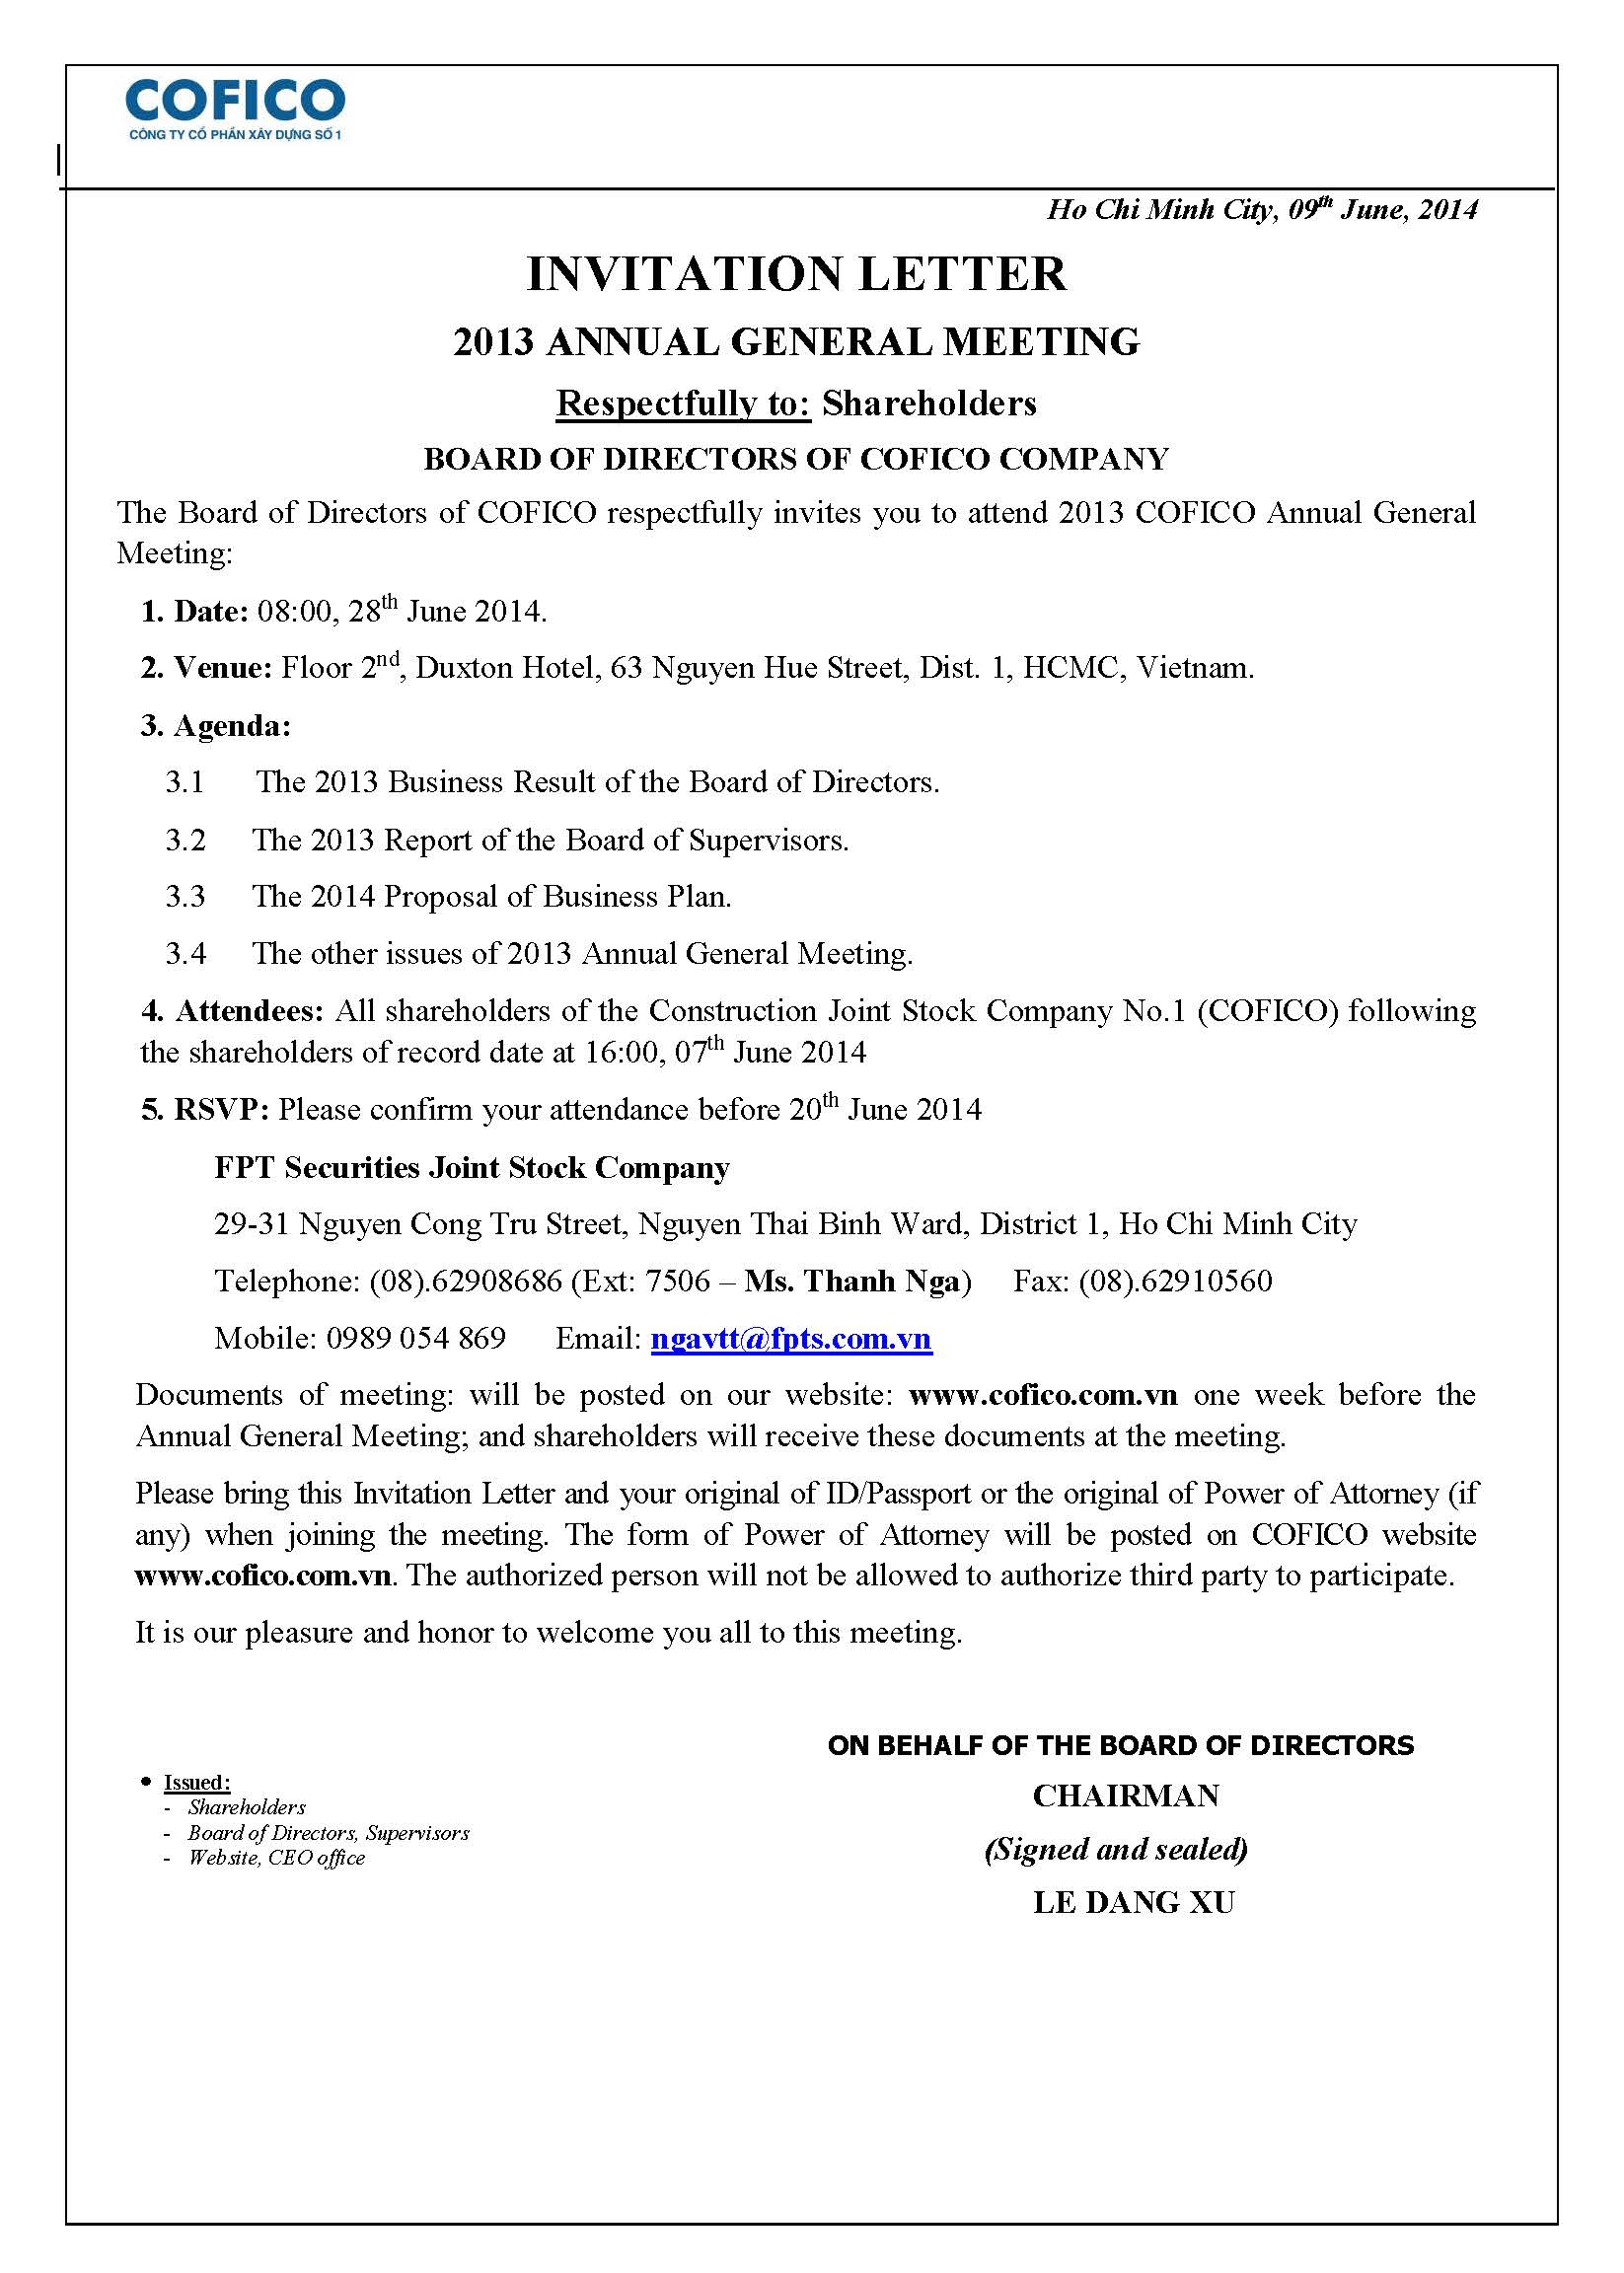 COFICO
CÔNG TY CỔ PHẦN XÂY DỰNG SỐ 1
Ho Chi Minh City, 09th June, 2014
INVITATION LETTER
2013 ANNUAL GENERAL MEETING
Respectfully to: Shareholders
BOARD OF DIRECTORS OF COFICO COMPANY
The Board of Directors of COFICO respectfully invites you to attend 2013 COFICO Annual General
Meeting:
1. Date: 08:00, 28th June 2014.
2. Venue: Floor 2nd, Duxton Hotel, 63 Nguyen Hue Street, Dist. 1, HCMC, Vietnam.
3. Agenda:
3.1 The 2013 Business Result of the Board of Directors.
3.2 The 2013 Report of the Board of Supervisors.
3.3 The 2014 Proposal of Business Plan.
3.4 The other issues of 2013 Annual General Meeting.
4. Attendees: All shareholders of the Construction Joint Stock Company No.1 (COFICO) following
the shareholders of record date at 16:00, 07th June 2014
5. RSVP: Please confirm your attendance before 20th June 2014
FPT Securities Joint Stock Company
29-31 Nguyen Cong Tru Street, Nguyen Thai Binh Ward, District 1, Ho Chi Minh City
Telephone: (08).62908686 (Ext: 7506 – Ms. Thanh Nga) Fax: (08).62910560
Mobile: 0989 054 869 Email: ngavtt@fpts.com.vn
Documents of meeting: will be posted on our website: www.cofico.com.vn one week before the
Annual General Meeting; and shareholders will receive these documents at the meeting.
Please bring this Invitation Letter and your original of ID/Passport or the original of Power of Attorney (if
any) when joining the meeting. The form of Power of Attorney will be posted on COFICO website
www.cofico.com.vn. The authorized person will not be allowed to authorize third party to participate.
It is our pleasure and honor to welcome you all to this meeting.
ON BEHALF OF THE BOARD OF DIRECTORS
CHAIRMAN
(Signed and sealed)
LE DANG XU
• Issued:
- Shareholders
- Board of Directors, Supervisors
- Website, CEO office